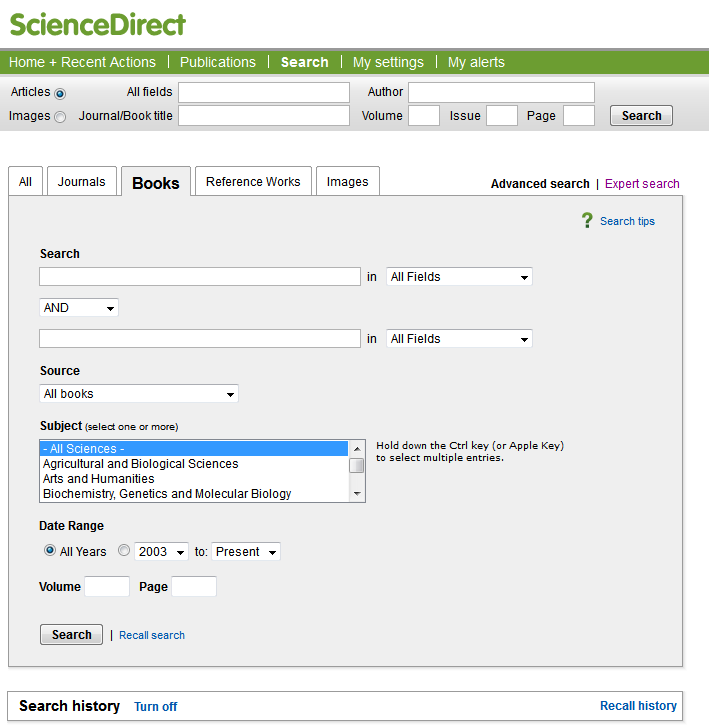 ScienceDirect
Home + Recent Actions | Publications | Search | My settings | My alerts
Articles All fields Author
Images Journal/Book title Volume Issue Page Search
All Journals Books Reference Works Images Advanced search | Expert search
? Search tips
Search
in All Fields
AND
in All Fields
Source
All books
Subject (select one or more)
- All Sciences -
Agricultural and Biological Sciences
Arts and Humanities
Biochemistry, Genetics and Molecular Biology
Hold down the Ctrl key (or Apple Key)
to select multiple entries.
Date Range
All Years 2003 to: Present
Volume Page
Search | Recall search
Search history Turn off Recall history